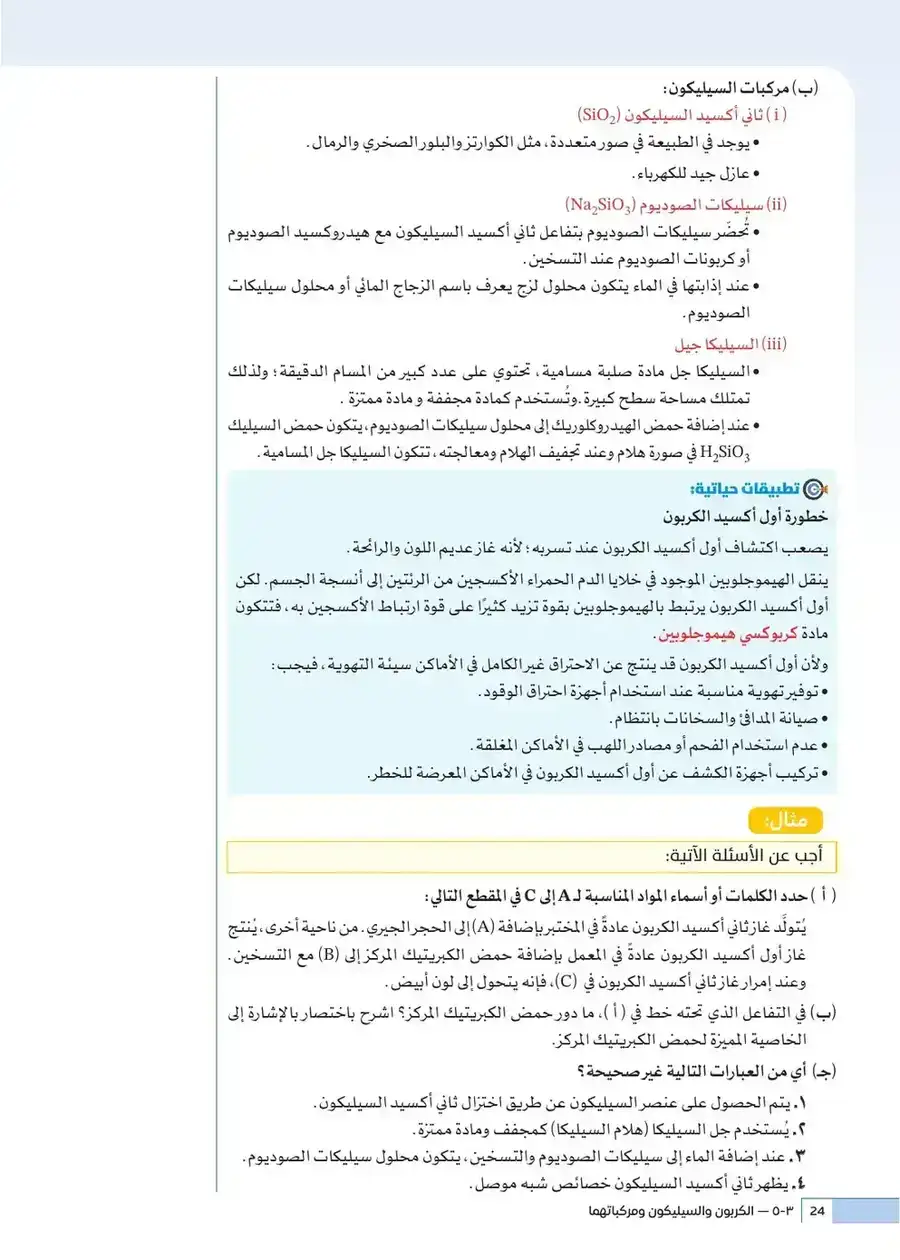 (ب) مركبات السيليكون:
(i) ثاني أكسيد السيليكون (SiO₂)
• يوجد في الطبيعة في صور متعددة، مثل الكوارتز والبلور الصخري والرمال.
• عازل جيد للكهرباء.
(ii) سيليكات الصوديوم (Na₂SiO₃)
• تُحضّر سيليكات الصوديوم بتفاعل ثاني أكسيد السيليكون مع هيدروكسيد الصوديوم
أو كربونات الصوديوم عند التسخين.
• عند إذابتها في الماء يتكون محلول لزج يعرف باسم الزجاج المائي أو محلول سيليكات
الصوديوم.
(iii) السيليكا جيل
• السيليكا جل مادة صلبة مسامية، تحتوي على عدد كبير من المسام الدقيقة؛ ولذلك
تمتلك مساحة سطح كبيرة.وتُستخدم كمادة مجففة و مادة ممتزة .
• عند إضافة حمض الهيدروكلوريك إلى محلول سيليكات الصوديوم، يتكون حمض السيليك
H₂SiO₃ في صورة هلام وعند تجفيف الهلام ومعالجته، تتكون السيليكا جل المسامية.
تطبيقات حياتية:
خطورة أول أكسيد الكربون
يصعب اكتشاف أول أكسيد الكربون عند تسربه؛ لأنه غاز عديم اللون والرائحة.
ينقل الهيموجلوبين الموجود في خلايا الدم الحمراء الأكسجين من الرئتين إلى أنسجة الجسم. لكن
أول أكسيد الكربون يرتبط بالهيموجلوبين بقوة تزيد كثيرًا على قوة ارتباط الأكسجين به، فتتكون
مادة كربوكسي هيموجلوبين.
ولأن أول أكسيد الكربون قد ينتج عن الاحتراق غير الكامل في الأماكن سيئة التهوية، فيجب:
• توفير تهوية مناسبة عند استخدام أجهزة احتراق الوقود.
• صيانة المدافئ والسخانات بانتظام.
• عدم استخدام الفحم أو مصادر اللهب في الأماكن المغلقة.
• تركيب أجهزة الكشف عن أول أكسيد الكربون في الأماكن المعرضة للخطر.
مثال:
أجب عن الأسئلة الآتية:
( أ ) حدد الكلمات أو أسماء المواد المناسبة لـ A إلى C في المقطع التالي:
يُتولَّد غاز ثاني أكسيد الكربون عادةً في المختبر بإضافة (A) إلى الحجر الجيري. من ناحية أخرى، يُنتج
غاز أول أكسيد الكربون عادةً في المعمل بإضافة حمض الكبريتيك المركز إلى (B) مع التسخين.
وعند إمرار غاز ثاني أكسيد الكربون في (C)، فإنه يتحول إلى لون أبيض.
(ب) في التفاعل الذي تحته خط في ( أ )، ما دور حمض الكبريتيك المركز؟ اشرح باختصار بالإشارة إلى
الخاصية المميزة لحمض الكبريتيك المركز.
(جـ) أي من العبارات التالية غير صحيحة؟
١. يتم الحصول على عنصر السيليكون عن طريق اختزال ثاني أكسيد السيليكون.
٢. يُستخدم جل السيليكا (هلام السيليكا) كمجفف ومادة ممتزة.
٣. عند إضافة الماء إلى سيليكات الصوديوم والتسخين، يتكون محلول سيليكات الصوديوم.
٤. يظهر ثاني أكسيد السيليكون خصائص شبه موصل.
24 ٣-٥ — الكربون والسيليكون ومركباتهما